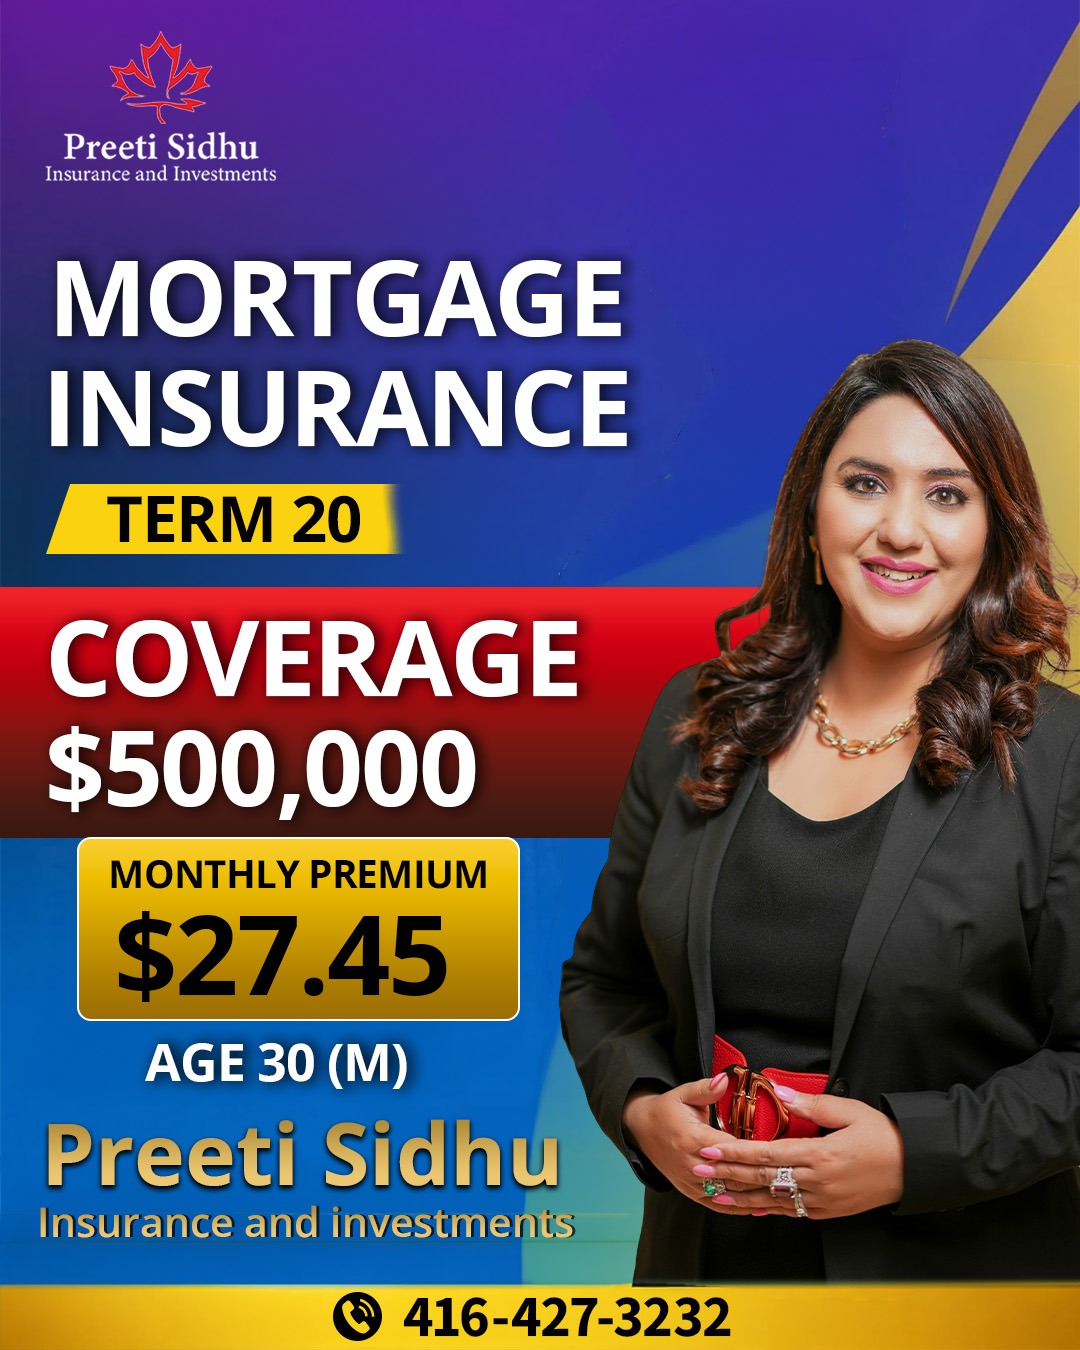 Preeti Sidhu
Insurance and Investments
MORTGAGE
INSURANCE
TERM 20
COVERAGE
$500,000
MONTHLY PREMIUM
$27.45
AGE 30 (M)
Preeti Sidhu
Insurance and investments
416-427-3232